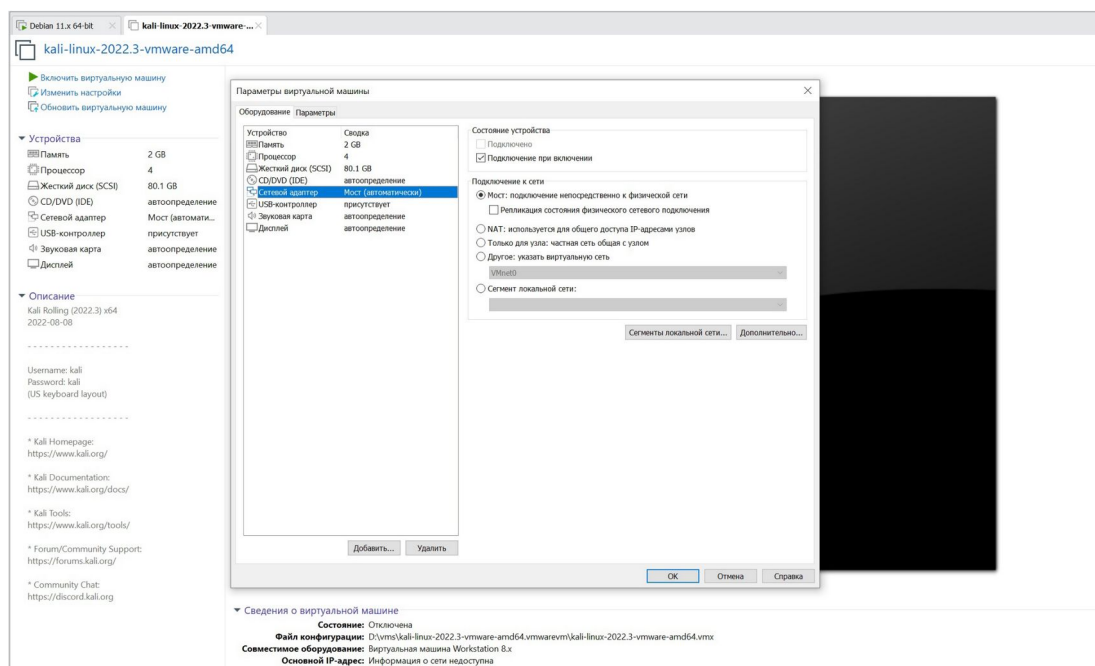 Debian 11.x 64-bit
kali-linux-2022.3-vmware-...
kali-linux-2022.3-vmware-amd64
Включить виртуальную машину
Изменить настройки
Обновить виртуальную машину
Устройства
Память 2 GB
Процессор 4
Жесткий диск (SCSI) 80.1 GB
CD/DVD (IDE) автоопределение
Сетевой адаптер Мост (автомати...
USB-контроллер присутствует
Звуковая карта автоопределение
Дисплей автоопределение
Описание
Kali Rolling (2022.3) x64
2022-08-08
- - - - - - - - - - - - - - - - - -
Username: kali
Password: kali
(US keyboard layout)
- - - - - - - - - - - - - - - - - -
* Kali Homepage:
https://www.kali.org/
* Kali Documentation:
https://www.kali.org/docs/
* Kali Tools:
https://www.kali.org/tools/
* Forum/Community Support:
https://forums.kali.org/
* Community Chat:
https://discord.kali.org
Параметры виртуальной машины
Оборудование Параметры
Устройство Сводка
Память 2 GB
Процессор 4
Жесткий диск (SCSI) 80.1 GB
CD/DVD (IDE) автоопределение
Сетевой адаптер Мост (автоматически)
USB-контроллер присутствует
Звуковая карта автоопределение
Дисплей автоопределение
Добавить... Удалить
Состояние устройства
Подключено
Подключение при включении
Подключение к сети
Мост: подключение непосредственно к физической сети
Репликация состояния физического сетевого подключения
NAT: используется для общего доступа IP-адресами узлов
Только для узла: частная сеть общая с узлом
Другое: указать виртуальную сеть
VMnet0
Сегмент локальной сети:
Сегменты локальной сети... Дополнительно...
OK Отмена Справка
Сведения о виртуальной машине
Состояние: Отключена
Файл конфигурации: D:\vms\kali-linux-2022.3-vmware-amd64.vmwarevm\kali-linux-2022.3-vmware-amd64.vmx
Совместимое оборудование: Виртуальная машина Workstation 8.x
Основной IP-адрес: Информация о сети недоступна